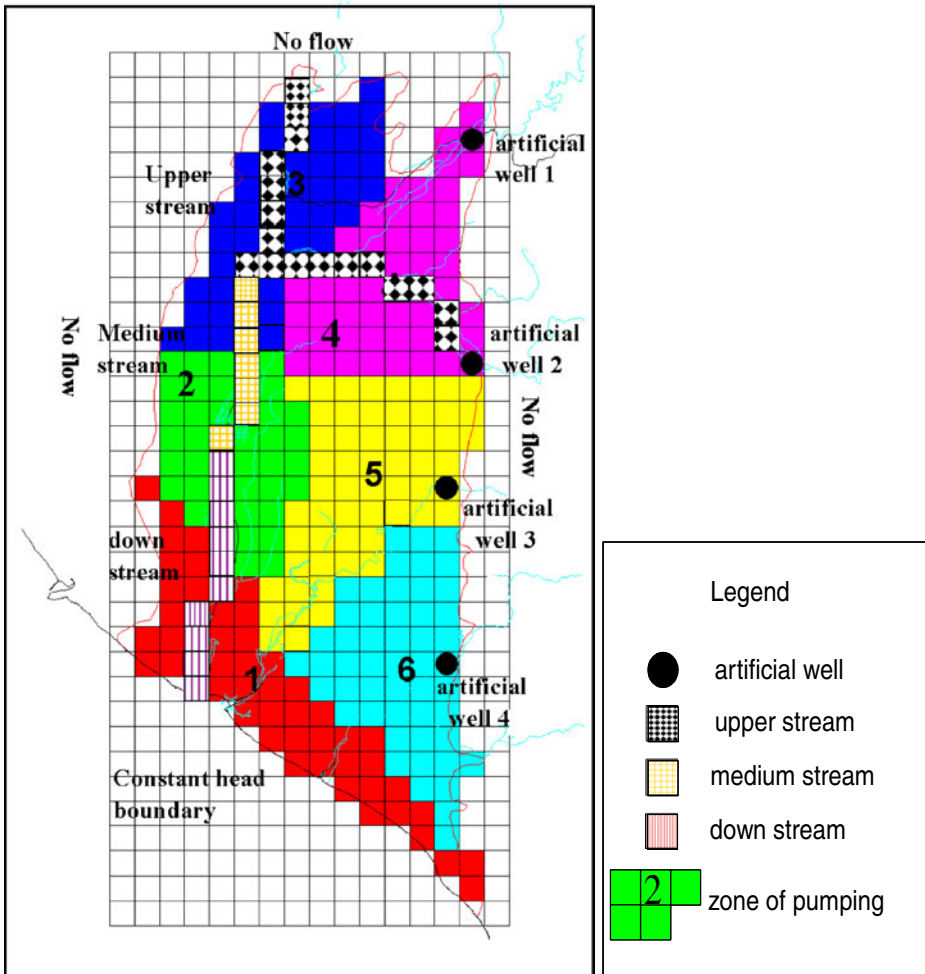 No flow
artificial
well 1
Upper
stream
3
No flow
Medium
stream
4
artificial
well 2
2
No flow
5
artificial
well 3
down
stream
1
6
artificial
well 4
Constant head
boundary
Legend
artificial well
upper stream
medium stream
down stream
2
zone of pumping